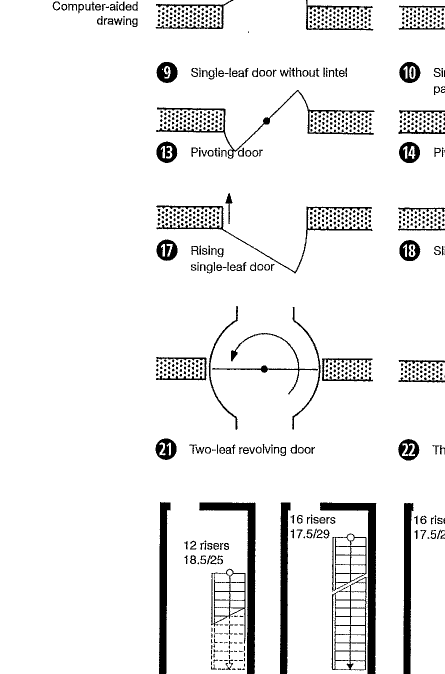 Computer-aided
drawing
9 Single-leaf door without lintel
10
13 Pivoting door
14
17 Rising
single-leaf door
18
21 Two-leaf revolving door
22
12 risers
18.5/25
16 risers
17.5/29
16